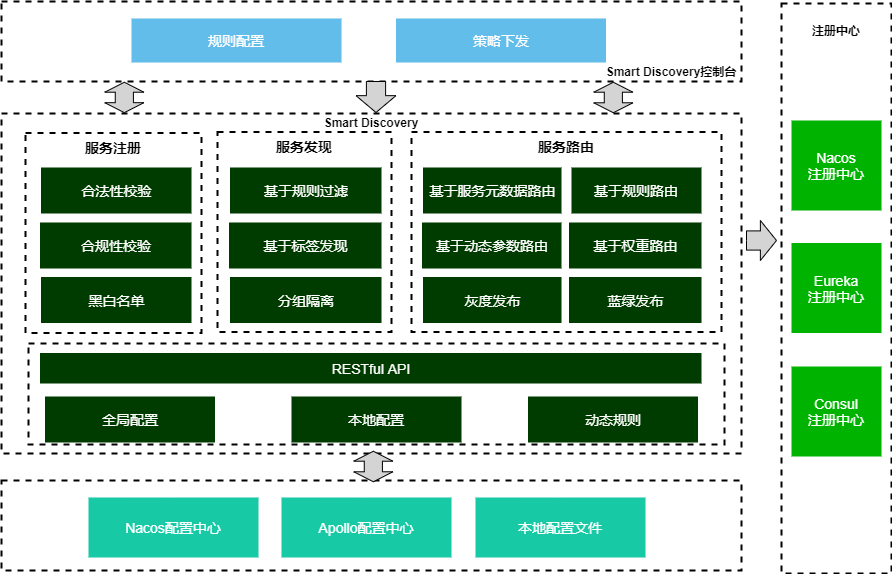 规则配置
策略下发
Smart Discovery控制台
Smart Discovery
服务注册
合法性校验
合规性校验
黑白名单
服务发现
基于规则过滤
基于标签发现
分组隔离
服务路由
基于服务元数据路由
基于规则路由
基于动态参数路由
基于权重路由
灰度发布
蓝绿发布
RESTful API
全局配置
本地配置
动态规则
Nacos配置中心
Apollo配置中心
本地配置文件
注册中心
Nacos
注册中心
Eureka
注册中心
Consul
注册中心